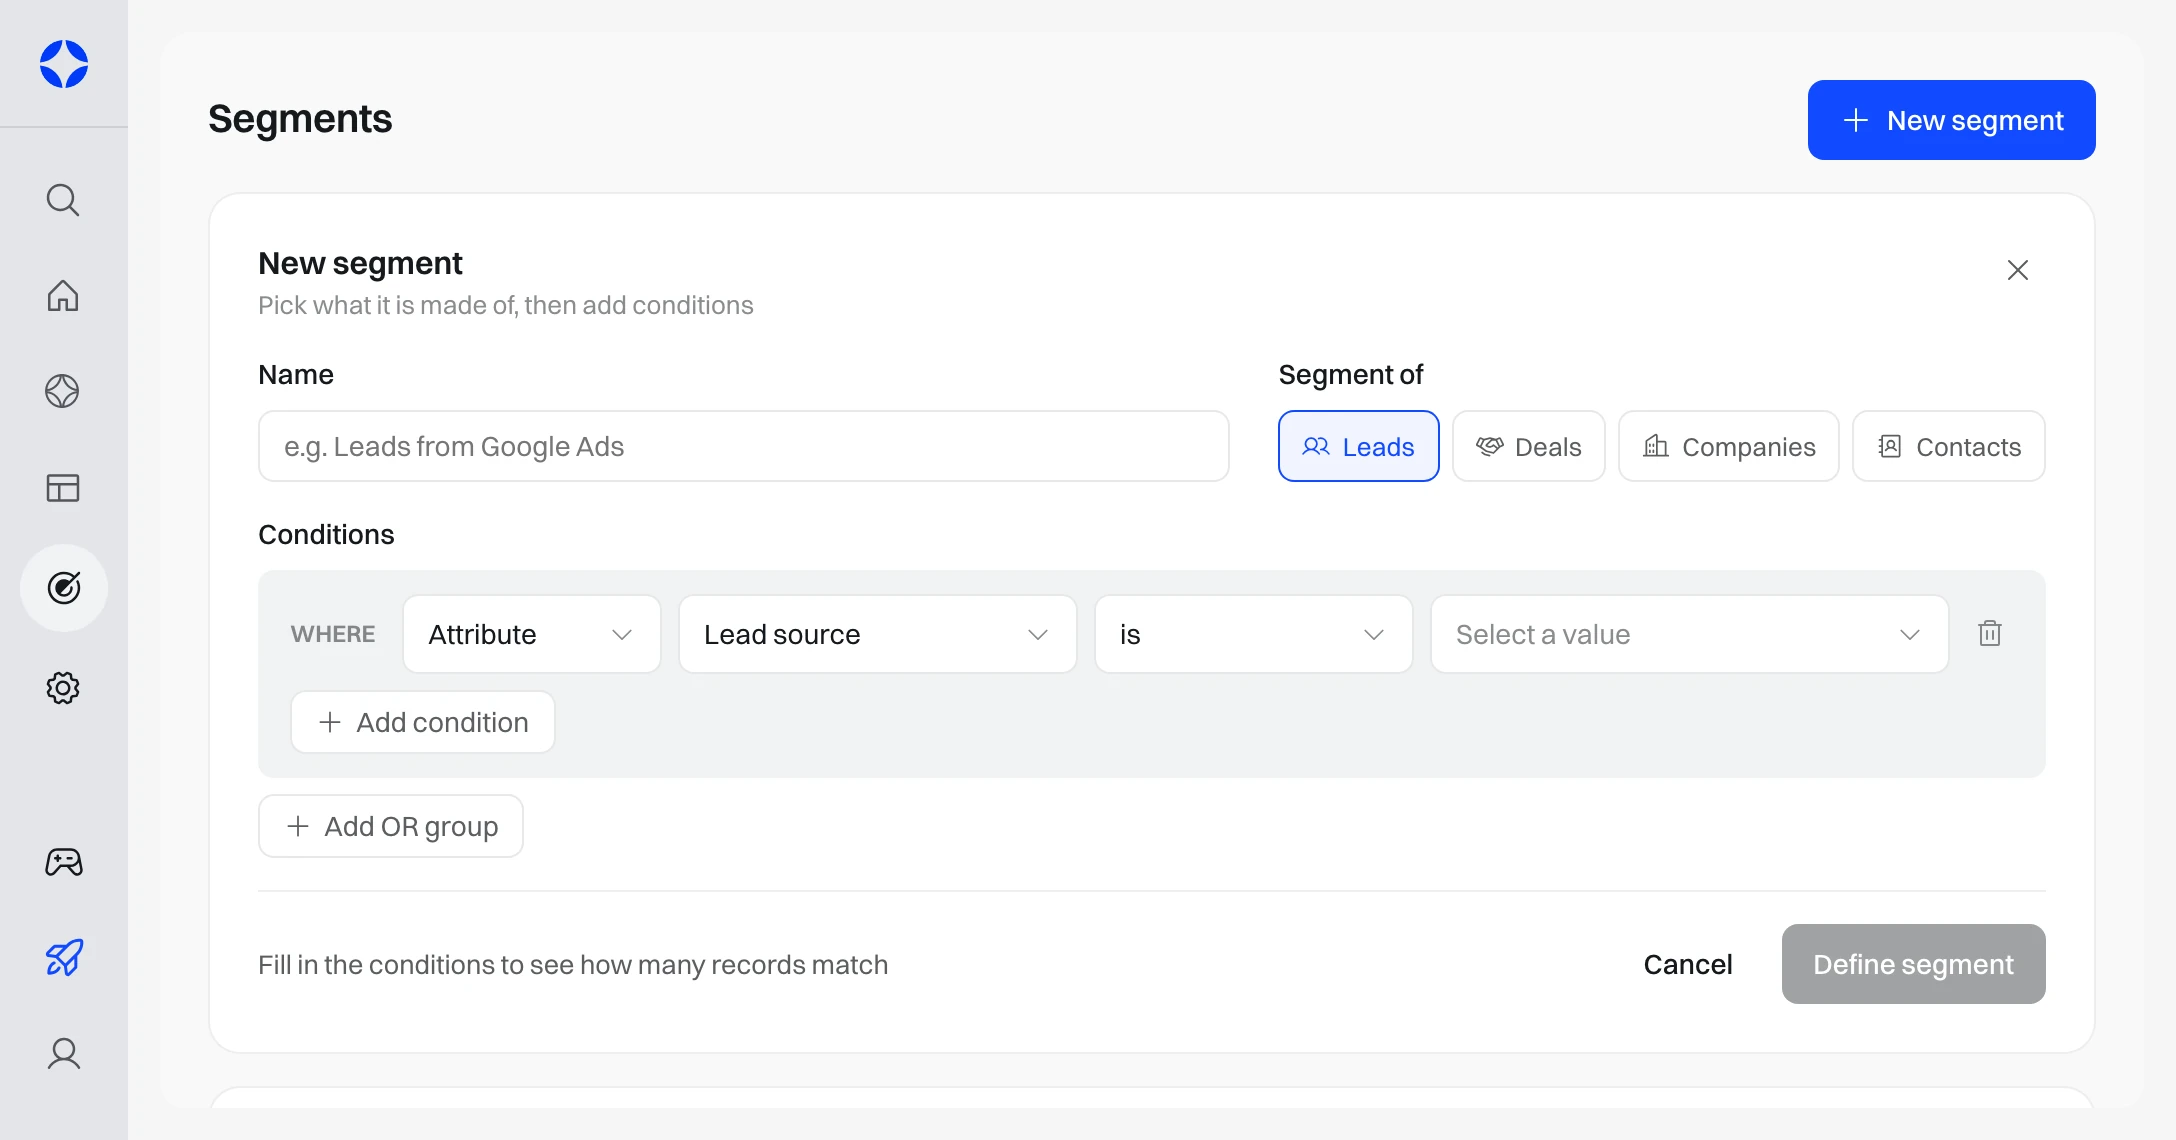 Segments
New segment
New segment
Pick what it is made of, then add conditions
Name
Segment of
e.g. Leads from Google Ads
Leads
Deals
Companies
Contacts
Conditions
WHERE
Attribute
Lead source
is
Select a value
Add condition
Add OR group
Fill in the conditions to see how many records match
Cancel
Define segment